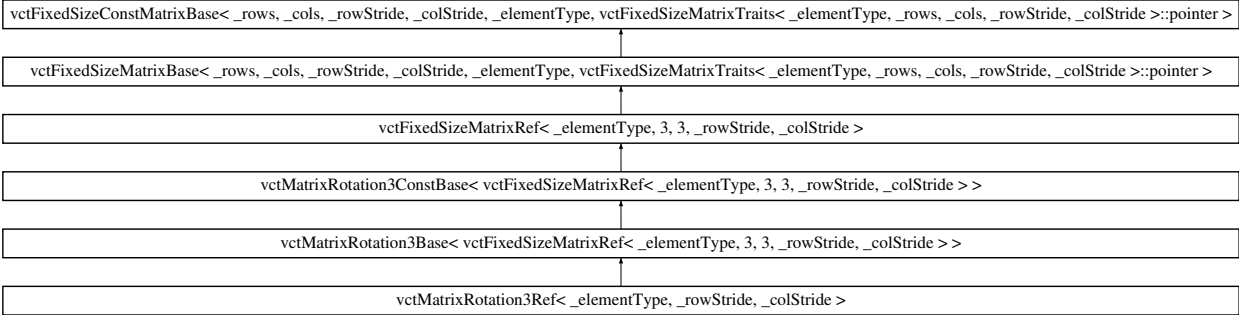 vctFixedSizeConstMatrixBase< _rows, _cols, _rowStride, _colStride, _elementType, vctFixedSizeMatrixTraits< _elementType, _rows, _cols, _rowStride, _colStride >::pointer >
vctFixedSizeMatrixBase< _rows, _cols, _rowStride, _colStride, _elementType, vctFixedSizeMatrixTraits< _elementType, _rows, _cols, _rowStride, _colStride >::pointer >
vctFixedSizeMatrixRef< _elementType, 3, 3, _rowStride, _colStride >
vctMatrixRotation3ConstBase< vctFixedSizeMatrixRef< _elementType, 3, 3, _rowStride, _colStride > >
vctMatrixRotation3Base< vctFixedSizeMatrixRef< _elementType, 3, 3, _rowStride, _colStride > >
vctMatrixRotation3Ref< _elementType, _rowStride, _colStride >